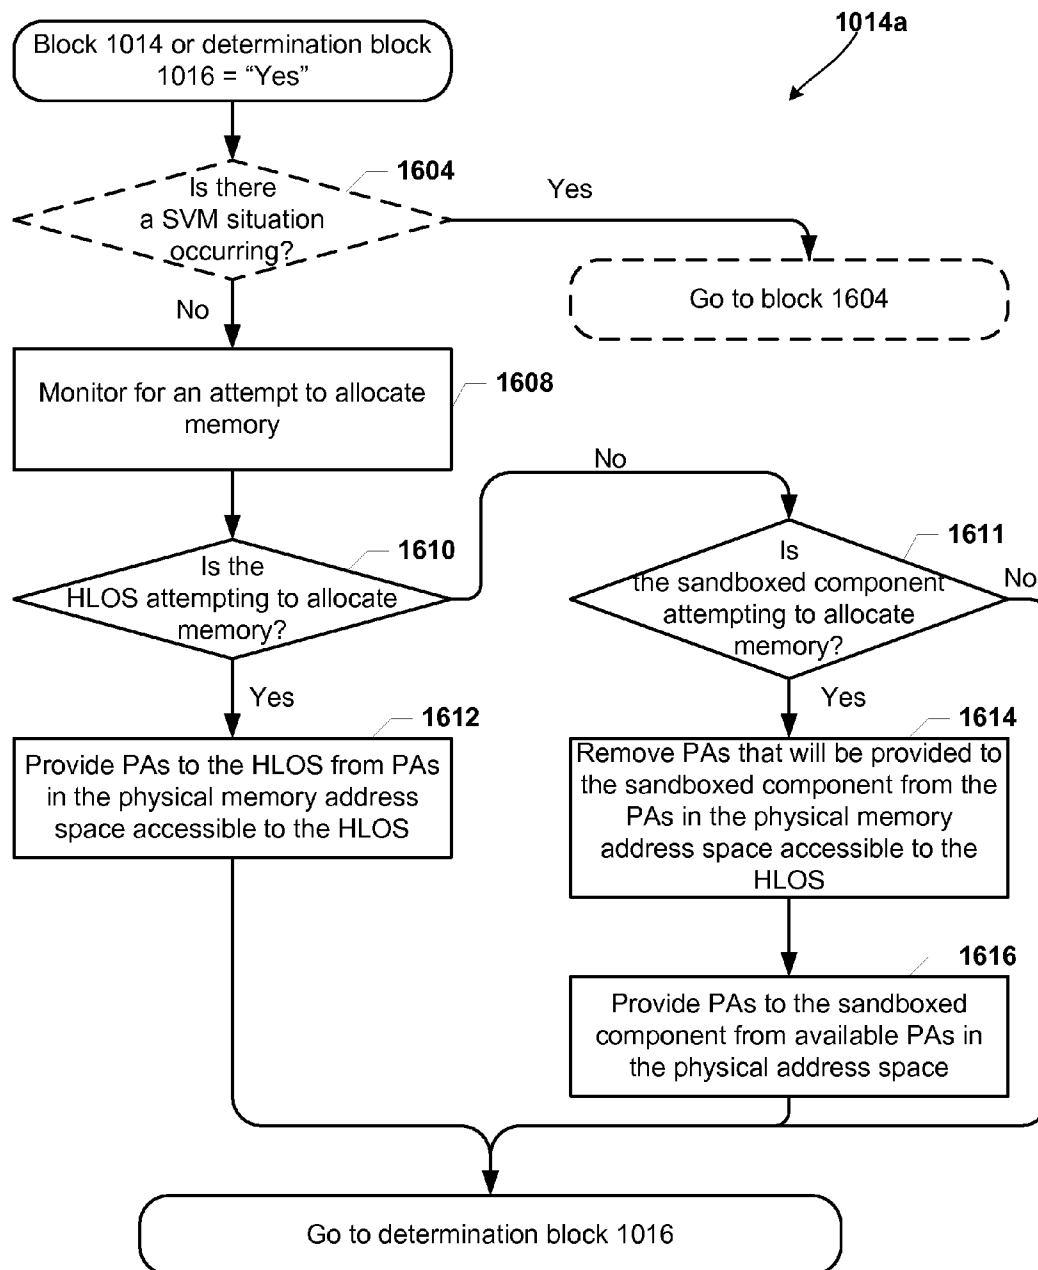 1014a
Block 1014 or determination block
1016 = “Yes”
1604
Is there
a SVM situation
occurring?
Yes
Go to block 1604
No
Monitor for an attempt to allocate
memory
1608
No
1610
Is the
HLOS attempting to allocate
memory?
1611
Is
the sandboxed component
attempting to allocate
memory?
No
Yes
1612
Provide PAs to the HLOS from PAs
in the physical memory address
space accessible to the HLOS
Yes
1614
Remove PAs that will be provided to
the sandboxed component from the
PAs in the physical memory
address space accessible to the
HLOS
1616
Provide PAs to the sandboxed
component from available PAs in
the physical address space
Go to determination block 1016